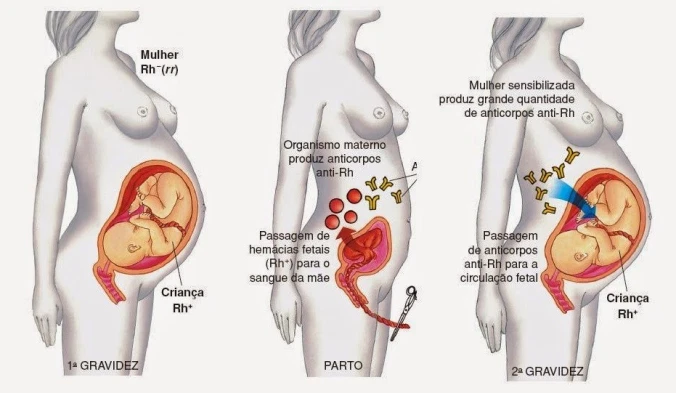 Mulher
Rh⁻(rr)
Criança
Rh⁺
1ª GRAVIDEZ
Organismo materno
produz anticorpos
anti-Rh
A
Passagem de
hemácias fetais
(Rh⁺) para o
sangue da mãe
PARTO
Mulher sensibilizada
produz grande quantidade
de anticorpos anti-Rh
Passagem
de anticorpos
anti-Rh para a
circulação fetal
Criança
Rh⁺
2ª GRAVIDEZ